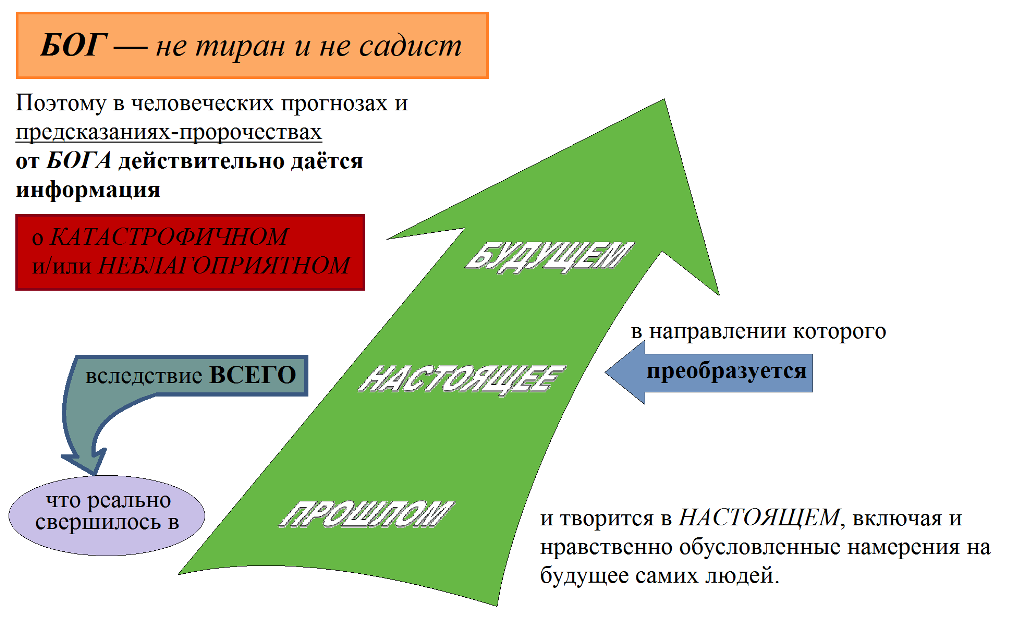 БОГ — не тиран и не садист
Поэтому в человеческих прогнозах и
предсказаниях-пророчествах
от БОГА действительно даётся
информация
о КАТАСТРОФИЧНОМ
и/или НЕБЛАГОПРИЯТНОМ
БУДУЩЕМ
в направлении которого
преобразуется
НАСТОЯЩЕЕ
вследствие ВСЕГО
что реально
свершилось в
ПРОШЛОМ
и творится в НАСТОЯЩЕМ, включая и
нравственно обусловленные намерения на
будущее самих людей.